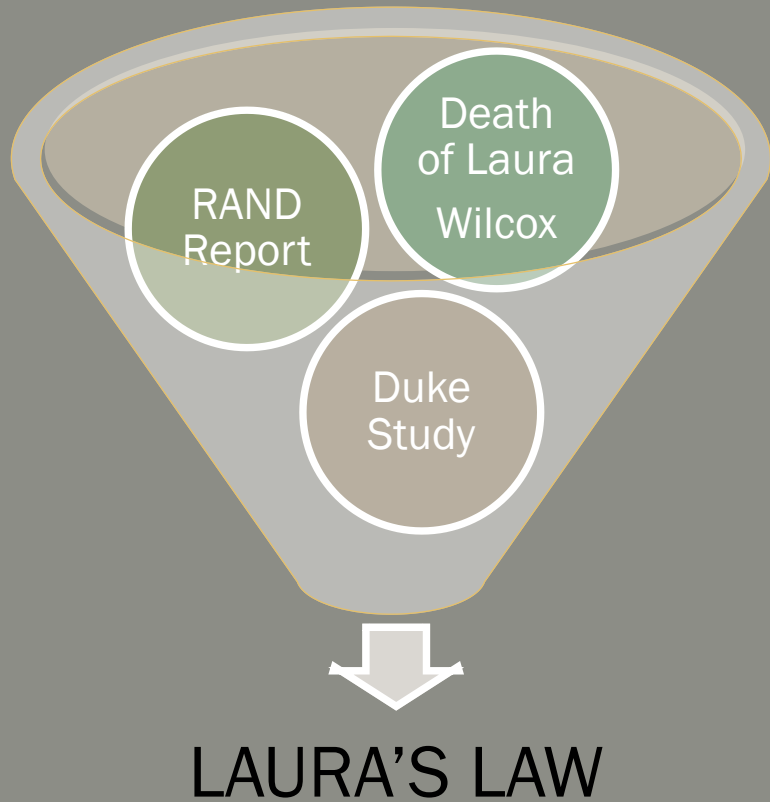 Death
of Laura
Wilcox
RAND
Report
Duke
Study
LAURA’S LAW